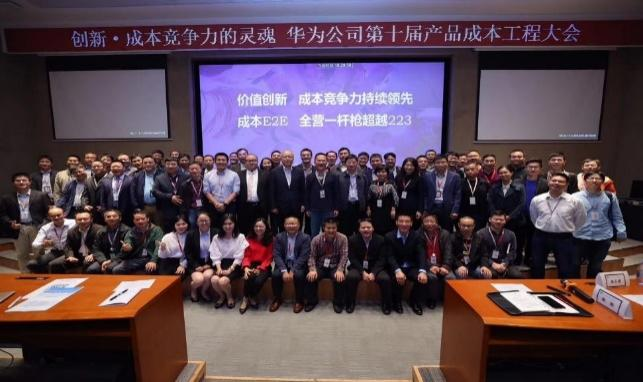 创新·成本竞争力的灵魂 华为公司第十届产品成本工程大会
价值创新 成本竞争力持续领先
成本E2E 全营一杆枪超越223